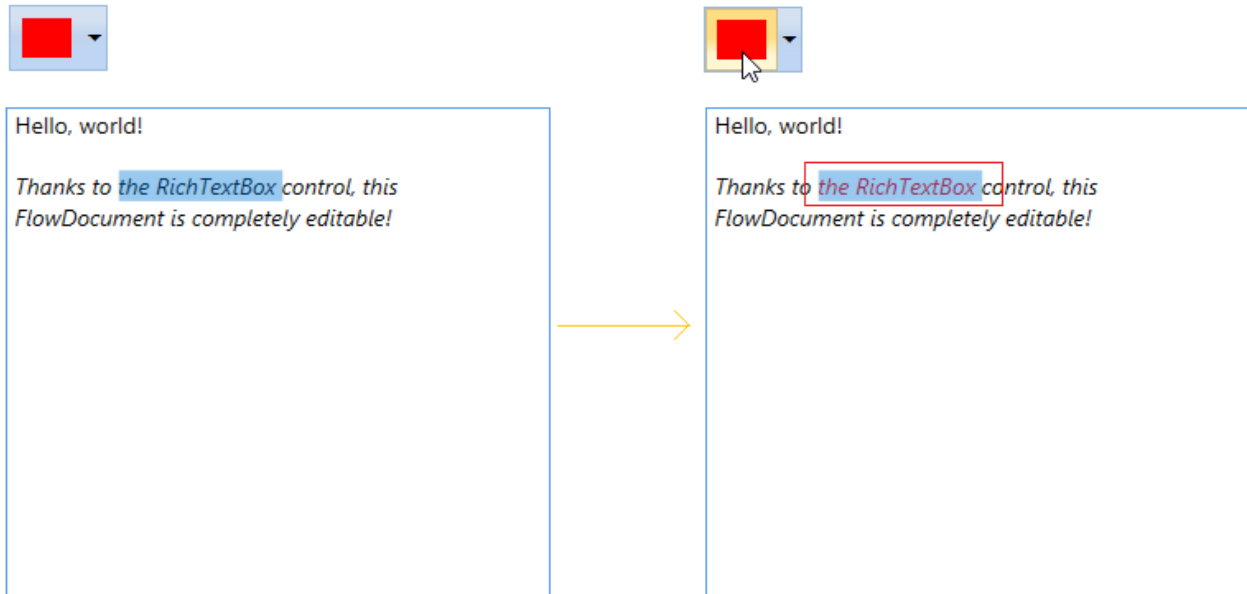 Hello, world!
Thanks to the RichTextBox control, this
FlowDocument is completely editable!
Hello, world!
Thanks to the RichTextBox control, this
FlowDocument is completely editable!